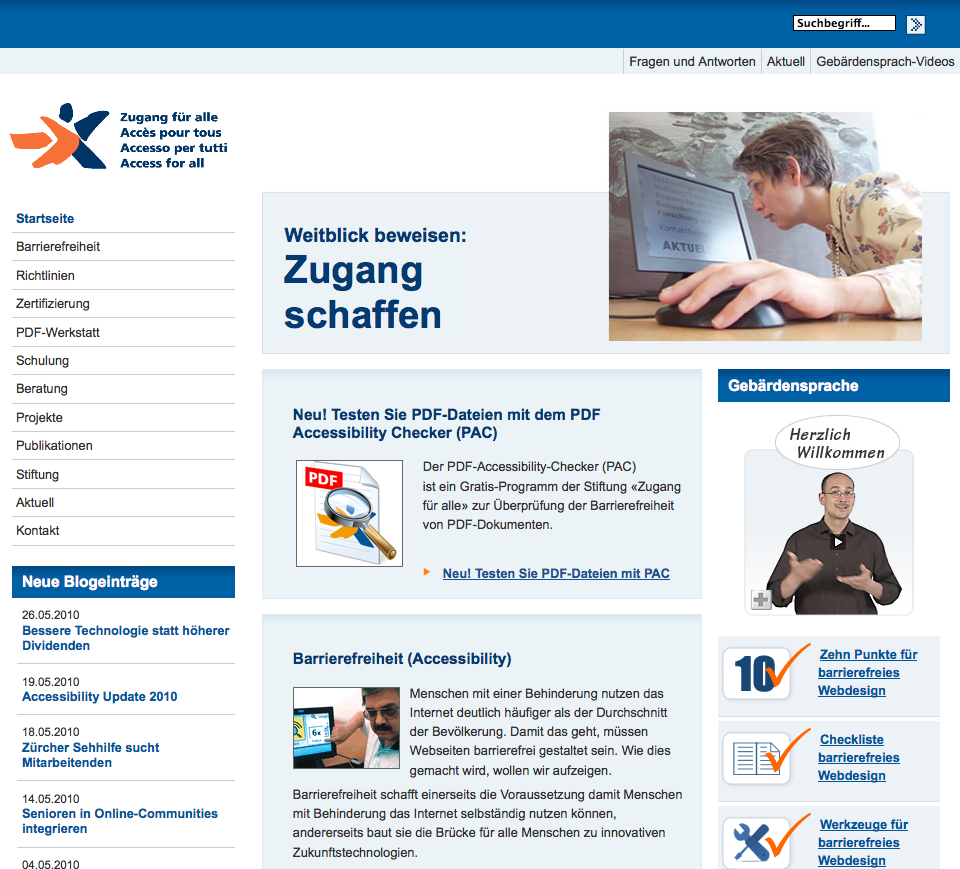 Suchbegriff...
Fragen und Antworten
Aktuell
Gebärdensprach-Videos
Zugang für alle
Accès pour tous
Accesso per tutti
Access for all
Startseite
Barrierefreiheit
Richtlinien
Zertifizierung
PDF-Werkstatt
Schulung
Beratung
Projekte
Publikationen
Stiftung
Aktuell
Kontakt
Neue Blogeinträge
26.05.2010
Bessere Technologie statt höherer
Dividenden
19.05.2010
Accessibility Update 2010
18.05.2010
Zürcher Sehhilfe sucht
Mitarbeitenden
14.05.2010
Senioren in Online-Communities
integrieren
04.05.2010
Weitblick beweisen:
Zugang
schaffen
AKTUE
Neu! Testen Sie PDF-Dateien mit dem PDF
Accessibility Checker (PAC)
PDF
Der PDF-Accessibility-Checker (PAC)
ist ein Gratis-Programm der Stiftung «Zugang
für alle» zur Überprüfung der Barrierefreiheit
von PDF-Dokumenten.
Neu! Testen Sie PDF-Dateien mit PAC
Barrierefreiheit (Accessibility)
6x
Menschen mit einer Behinderung nutzen das
Internet deutlich häufiger als der Durchschnitt
der Bevölkerung. Damit das geht, müssen
Webseiten barrierefrei gestaltet sein. Wie dies
gemacht wird, wollen wir aufzeigen.
Barrierefreiheit schafft einerseits die Voraussetzung damit Menschen
mit Behinderung das Internet selbständig nutzen können,
andererseits baut sie die Brücke für alle Menschen zu innovativen
Zukunftstechnologien.
Gebärdensprache
Herzlich
Willkommen
10
Zehn Punkte für
barrierefreies
Webdesign
Checkliste
barrierefreies
Webdesign
Werkzeuge für
barrierefreies
Webdesign